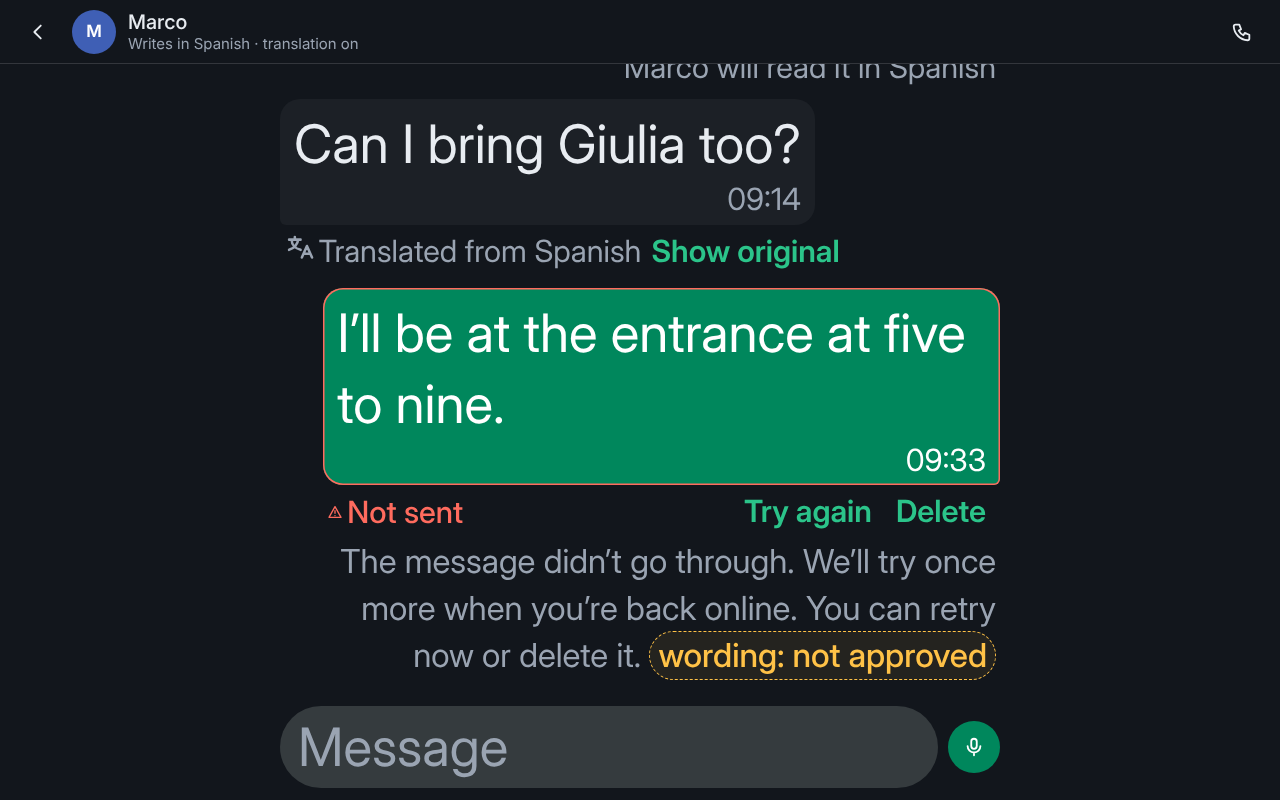 M
Marco
Writes in Spanish · translation on
Marco will read it in Spanish
Can I bring Giulia too?
09:14
Translated from Spanish Show original
I’ll be at the entrance at five
to nine.
09:33
Not sent Try again Delete
The message didn’t go through. We’ll try once
more when you’re back online. You can retry
now or delete it. wording: not approved
Message